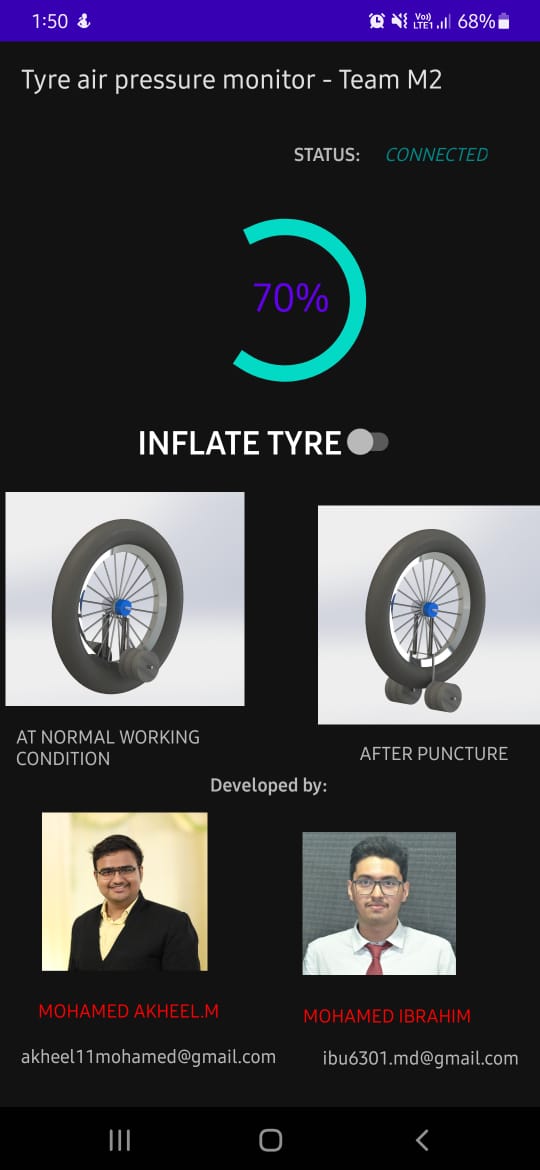 1:50
Vo)) LTE1 68%
Tyre air pressure monitor - Team M2
STATUS: CONNECTED
70%
INFLATE TYRE
AT NORMAL WORKING
CONDITION
AFTER PUNCTURE
Developed by:
MOHAMED AKHEEL.M
MOHAMED IBRAHIM
akheel11mohamed@gmail.com
ibu6301.md@gmail.com